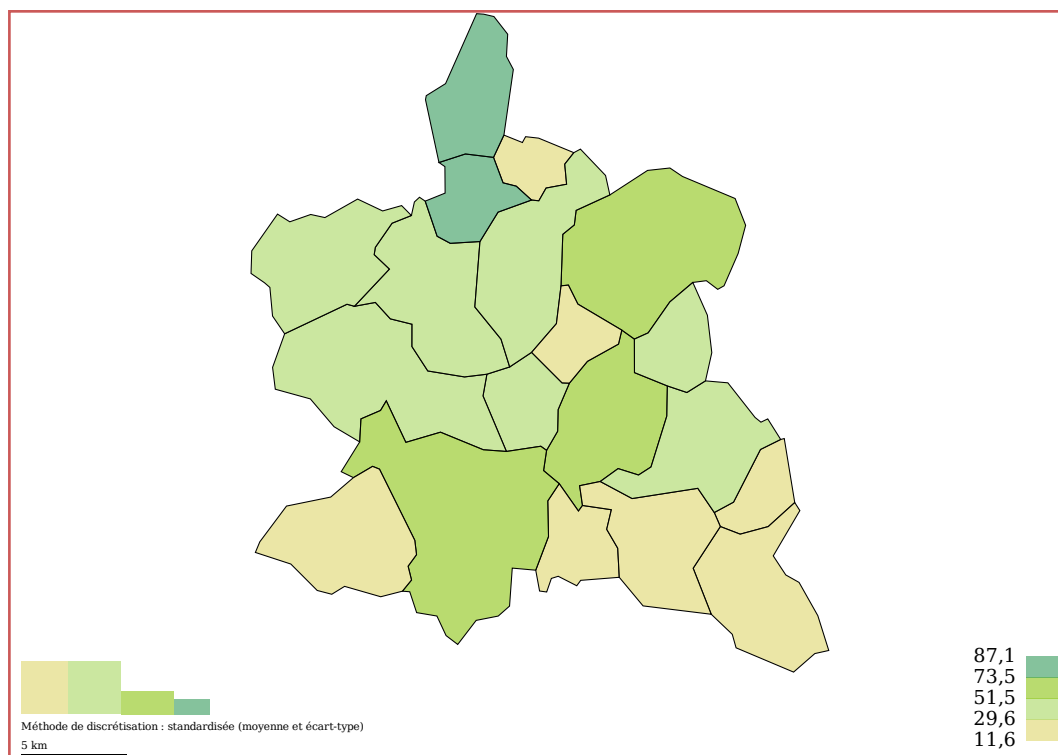 87,1
73,5
51,5
29,6
11,6
Méthode de discrétisation : standardisée (moyenne et écart-type)
5 km